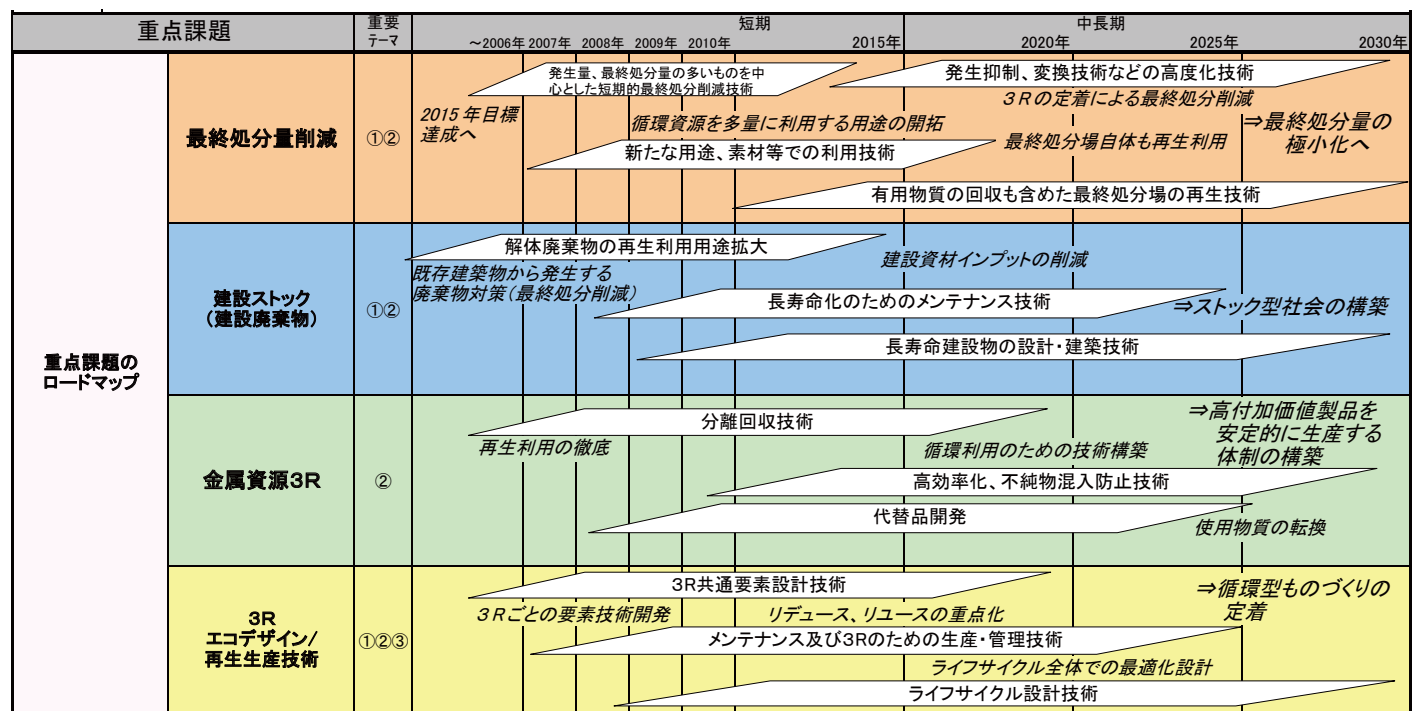 重点課題
重要
テーマ
短期
中長期
～2006年 2007年 2008年 2009年 2010年 2015年 2020年 2025年 2030年
重点課題の
ロードマップ
最終処分量削減
①②
発生量、最終処分量の多いものを中
心とした短期的最終処分削減技術
発生抑制、変換技術などの高度化技術
3Rの定着による最終処分削減
2015年目標
達成へ
循環資源を多量に利用する用途の開拓
⇒最終処分量の
極小化へ
新たな用途、素材等での利用技術
最終処分場自体も再生利用
有用物質の回収も含めた最終処分場の再生技術
建設ストック
（建設廃棄物）
①②
解体廃棄物の再生利用用途拡大
建設資材インプットの削減
既存建築物から発生する
廃棄物対策（最終処分削減）
長寿命化のためのメンテナンス技術
⇒ストック型社会の構築
長寿命建設物の設計・建築技術
金属資源3R
②
分離回収技術
⇒高付加価値製品を
安定的に生産する
体制の構築
再生利用の徹底
循環利用のための技術構築
高効率化、不純物混入防止技術
代替品開発
使用物質の転換
3R
エコデザイン/
再生生産技術
①②③
3R共通要素設計技術
⇒循環型ものづくりの
定着
3Rごとの要素技術開発
リデュース、リユースの重点化
メンテナンス及び3Rのための生産・管理技術
ライフサイクル全体での最適化設計
ライフサイクル設計技術